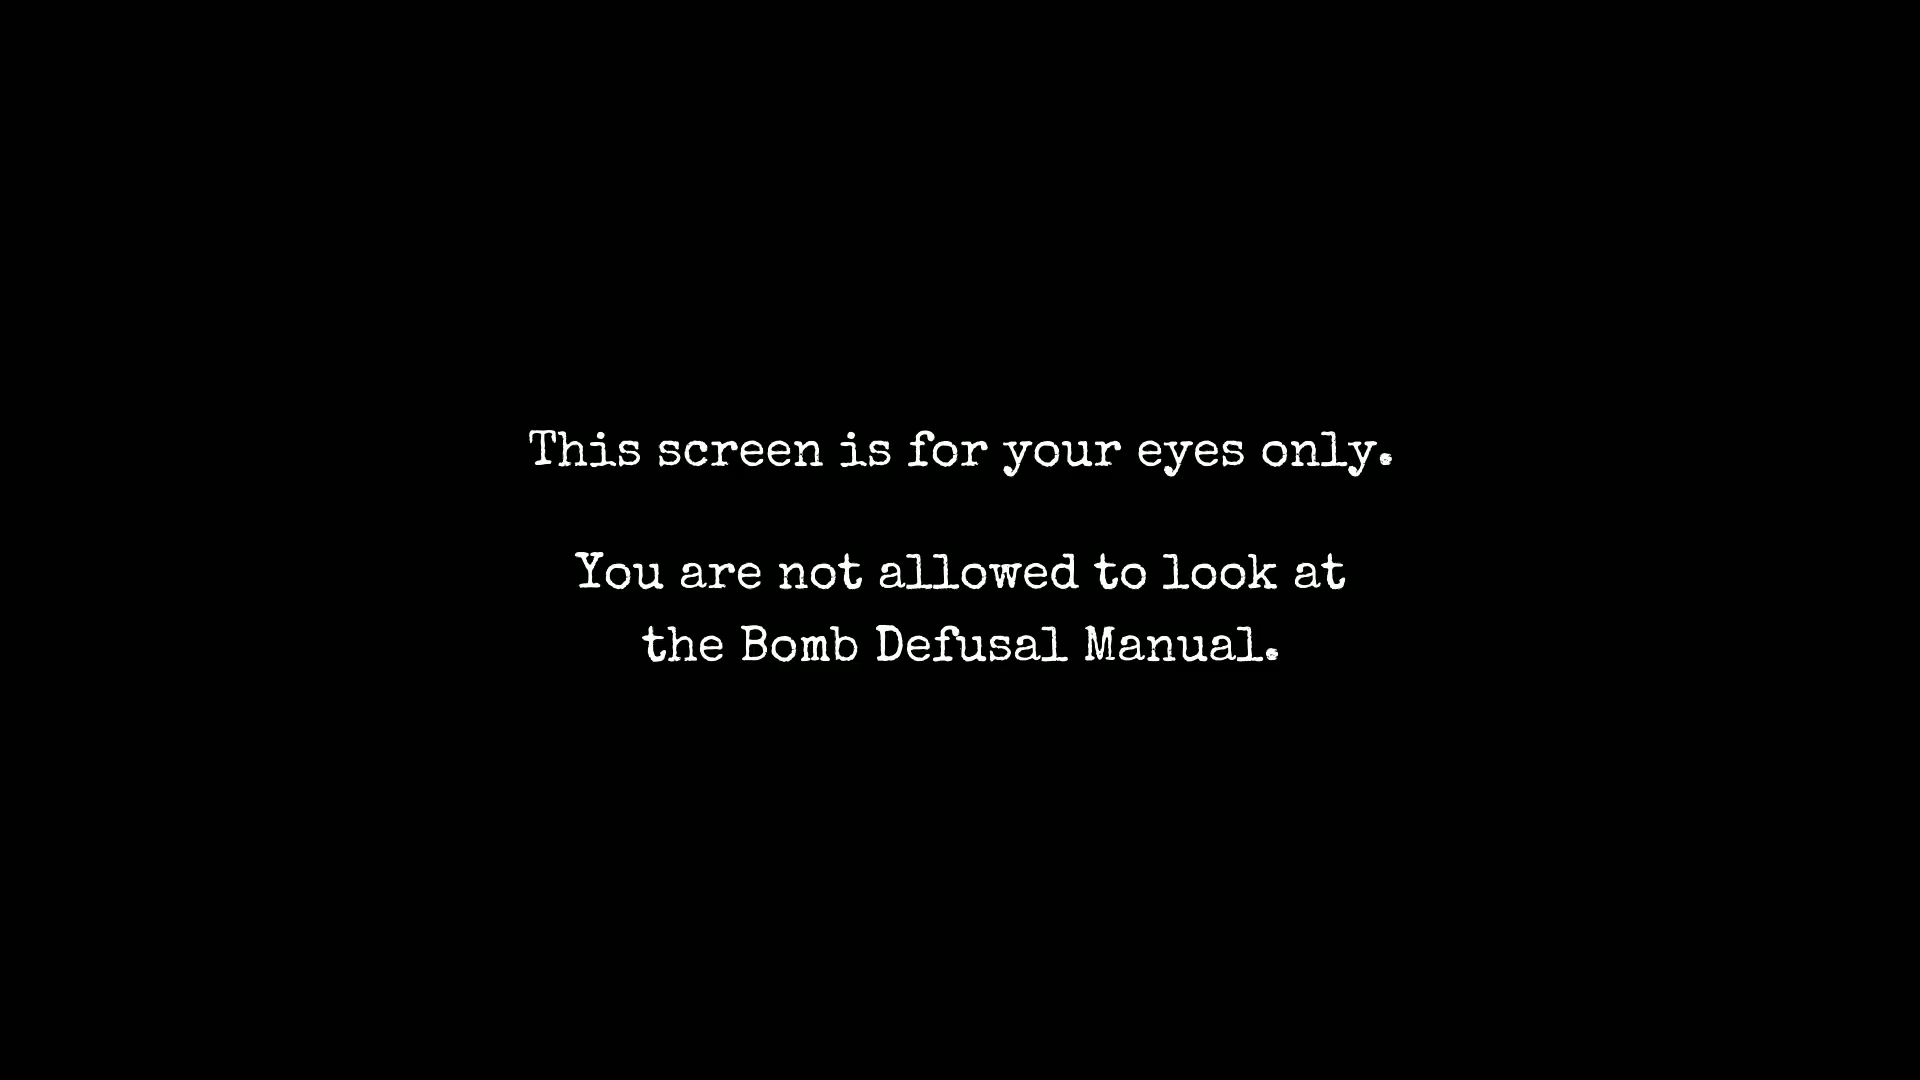 This screen is for your eyes only.
You are not allowed to look at
the Bomb Defusal Manual.